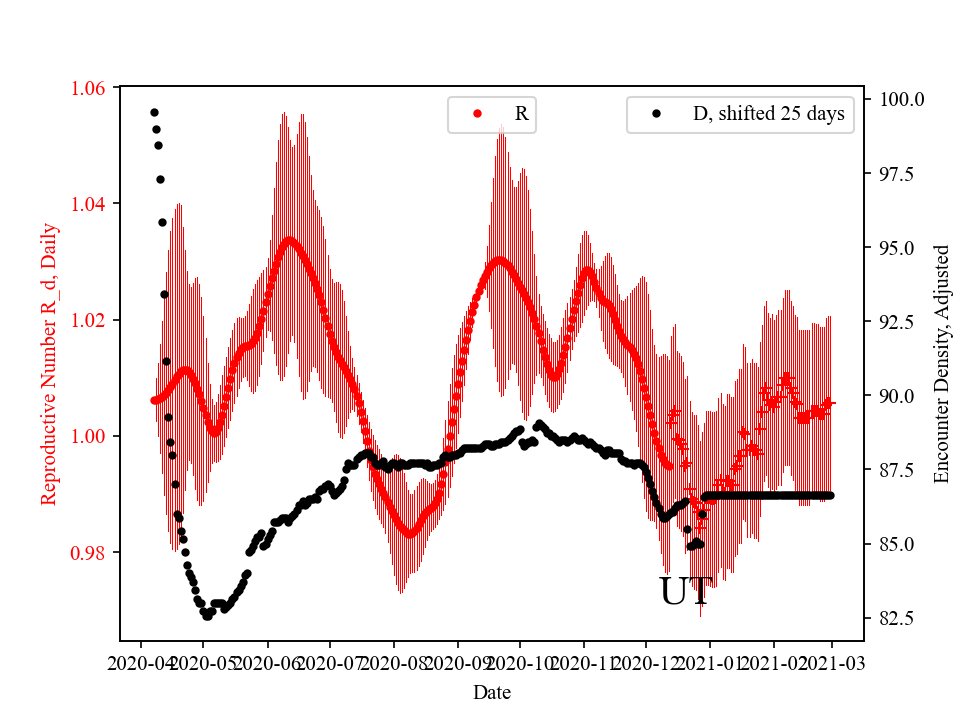 R
D, shifted 25 days
Reproductive Number R_d, Daily
1.06
1.04
1.02
1.00
0.98
100.0
97.5
95.0
92.5
90.0
87.5
85.0
82.5
Encounter Density, Adjusted
UT
2020-04 2020-05 2020-06 2020-07 2020-08 2020-09 2020-10 2020-11 2020-12 2021-01 2021-02 2021-03
Date